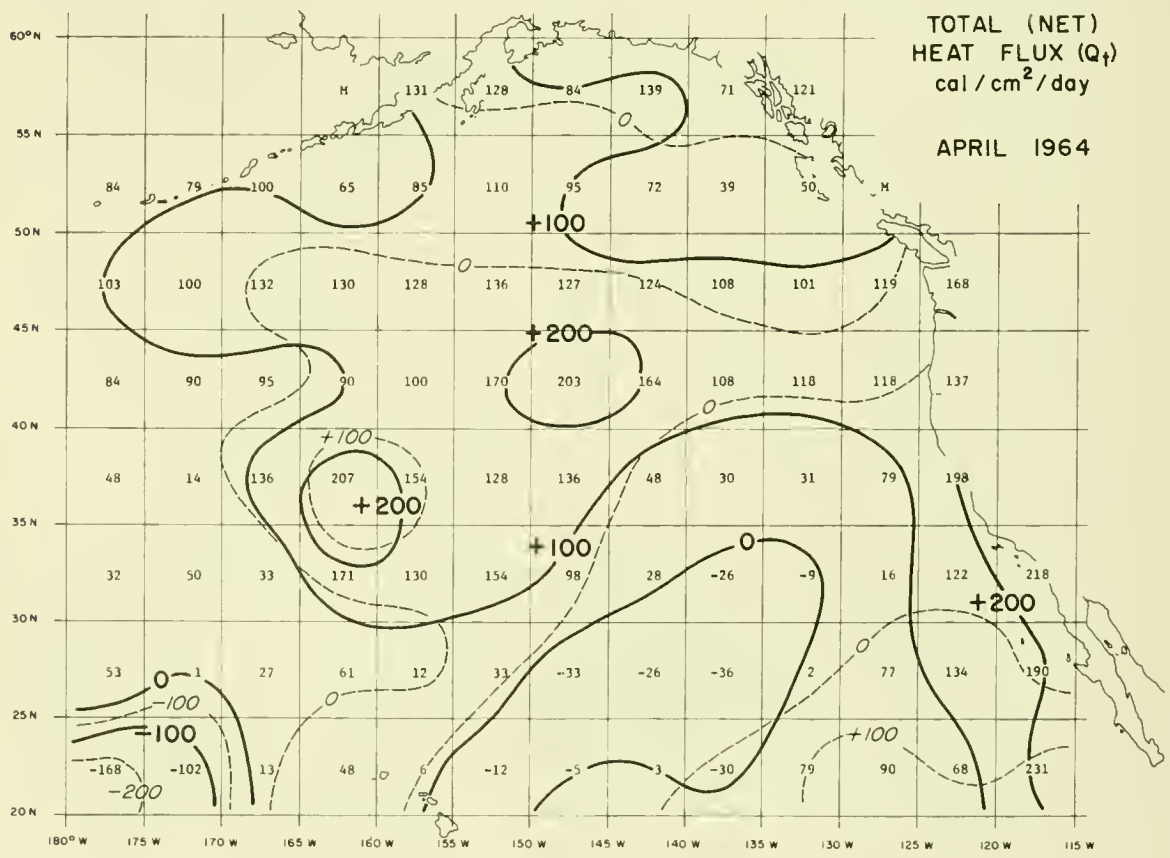 TOTAL (NET)
HEAT FLUX (Qt)
cal/cm²/day
APRIL 1964
60°N
M 131 128 84 139 71 121
0
55 N
84 79 100 65 85 110 95 72 39 50 M
+100
50 N
0
103 100 132 130 128 136 127 124 108 101 119 168
45 N
+200
84 90 95 90 100 170 203 164 108 118 118 137
0
40 N
+100
48 14 136 207 154 128 136 48 30 31 79 198
+200
35 N
+100 0
32 50 33 171 130 154 98 28 -26 -9 16 122 218
+200
30 N
0
53 1 27 61 12 33 -33 -26 -36 2 77 134 190
0 -100 0
25 N
-100 +100
-168 -102 13 48 6 -12 -5 3 -30 79 90 68 231
-200
20 N
180° W 175 W 170° W 165 W 160° W 155 W 150° W 145 W 140° W 135 W 130° W 125 W 120° W 115 W